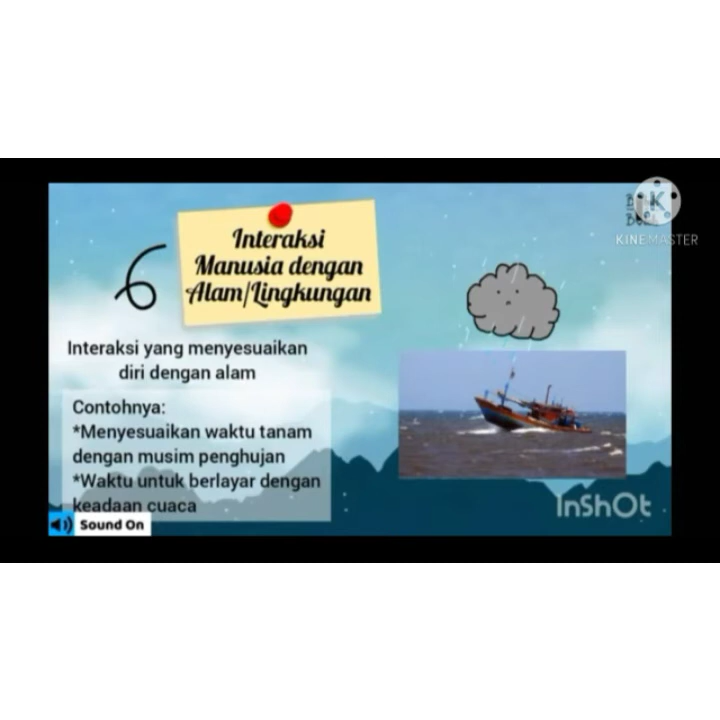 Interaksi
Manusia dengan
Alam/Lingkungan
Interaksi yang menyesuaikan
diri dengan alam
Contohnya:
*Menyesuaikan waktu tanam
dengan musim penghujan
*Waktu untuk berlayar dengan
keadaan cuaca
Sound On
K
KINEMASTER
InShOt